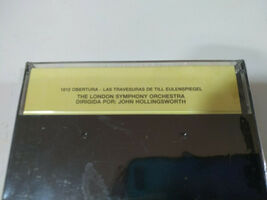 1812 OBERTURA - LAS TRAVESURAS DE TILL EULENSPIEGEL
THE LONDON SYMPHONY ORCHESTRA
DIRIGIDA POR: JOHN HOLLINGSWORTH